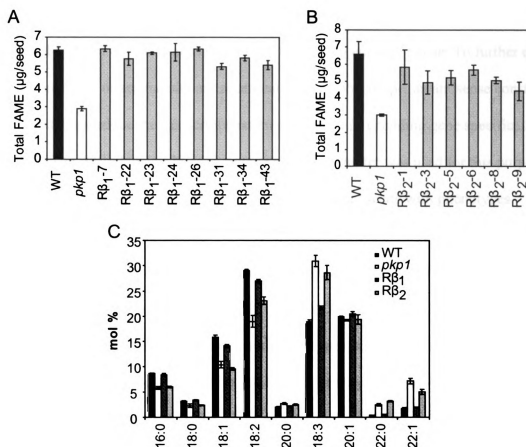 A
Total FAME (µg/seed)
7
6
5
4
3
2
1
0
WT
pkp1
Rβ1-7
Rβ1-22
Rβ1-23
Rβ1-24
Rβ1-26
Rβ1-31
Rβ1-34
Rβ1-43
B
Total FAME (µg/seed)
8
7
6
5
4
3
2
1
0
WT
pkp1
Rβ2-1
Rβ2-3
Rβ2-5
Rβ2-6
Rβ2-8
Rβ2-9
C
mol %
35
30
25
20
15
10
5
0
WT
pkp1
Rβ1
Rβ2
16:0
18:0
18:1
18:2
20:0
18:3
20:1
22:0
22:1